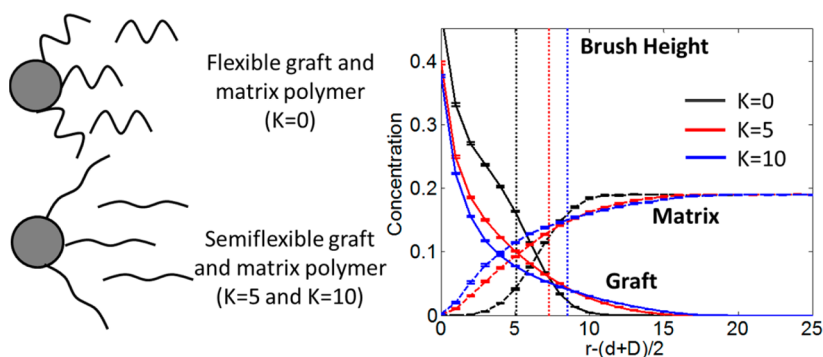 Flexible graft and
matrix polymer
(K=0)
Semiflexible graft
and matrix polymer
(K=5 and K=10)
Brush Height
K=0
K=5
K=10
Matrix
Graft
Concentration
0.4
0.3
0.2
0.1
0
0
5
10
15
20
25
r-(d+D)/2